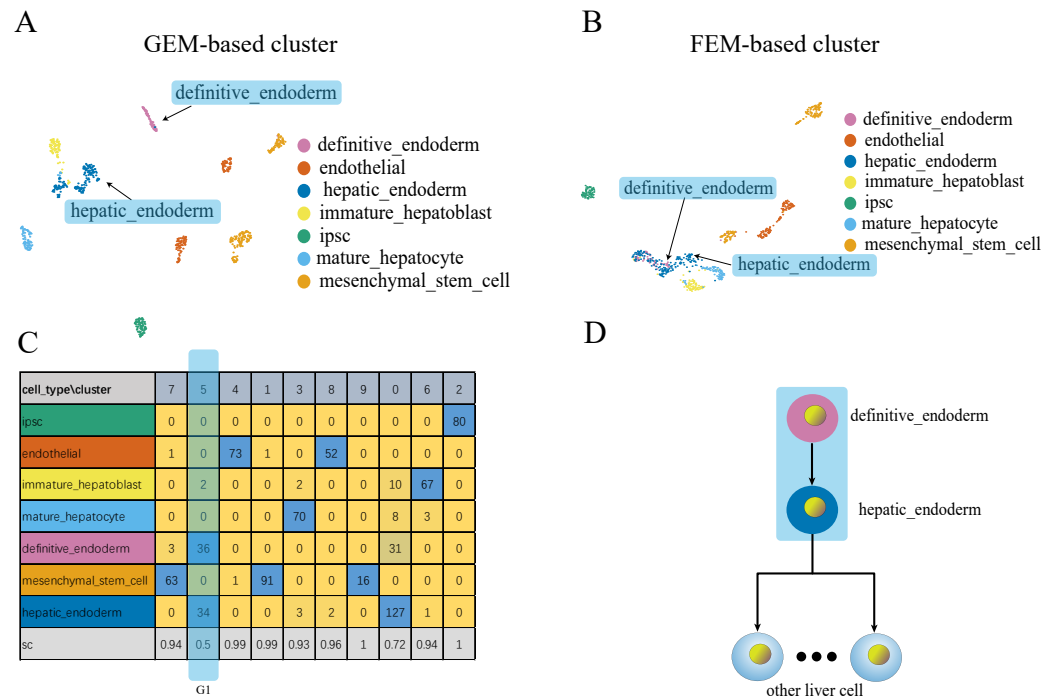 A
GEM-based cluster
definitive_endoderm
hepatic_endoderm
definitive_endoderm
endothelial
hepatic_endoderm
immature_hepatoblast
ipsc
mature_hepatocyte
mesenchymal_stem_cell
B
FEM-based cluster
definitive_endoderm
hepatic_endoderm
definitive_endoderm
endothelial
hepatic_endoderm
immature_hepatoblast
ipsc
mature_hepatocyte
mesenchymal_stem_cell
C
cell_type\cluster 7 5 4 1 3 8 9 0 6 2
ipsc 0 0 0 0 0 0 0 0 0 80
endothelial 1 0 73 1 0 52 0 0 0 0
immature_hepatoblast 0 2 0 0 2 0 0 10 67 0
mature_hepatocyte 0 0 0 0 70 0 0 8 3 0
definitive_endoderm 3 36 0 0 0 0 0 31 0 0
mesenchymal_stem_cell 63 0 1 91 0 0 16 0 0 0
hepatic_endoderm 0 34 0 0 3 2 0 127 1 0
sc 0.94 0.5 0.99 0.99 0.93 0.96 1 0.72 0.94 1
G1
D
definitive_endoderm
hepatic_endoderm
other liver cell